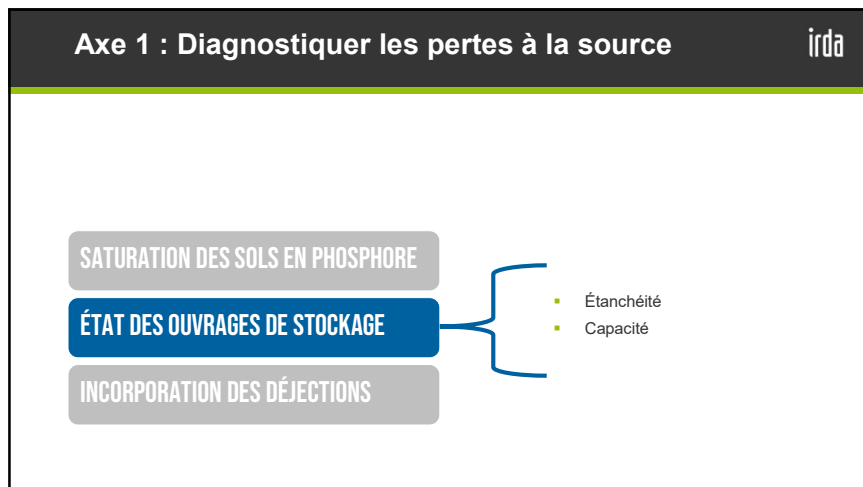 Axe 1 : Diagnostiquer les pertes à la source
irda
SATURATION DES SOLS EN PHOSPHORE
ÉTAT DES OUVRAGES DE STOCKAGE
INCORPORATION DES DÉJECTIONS
▪ Étanchéité
▪ Capacité